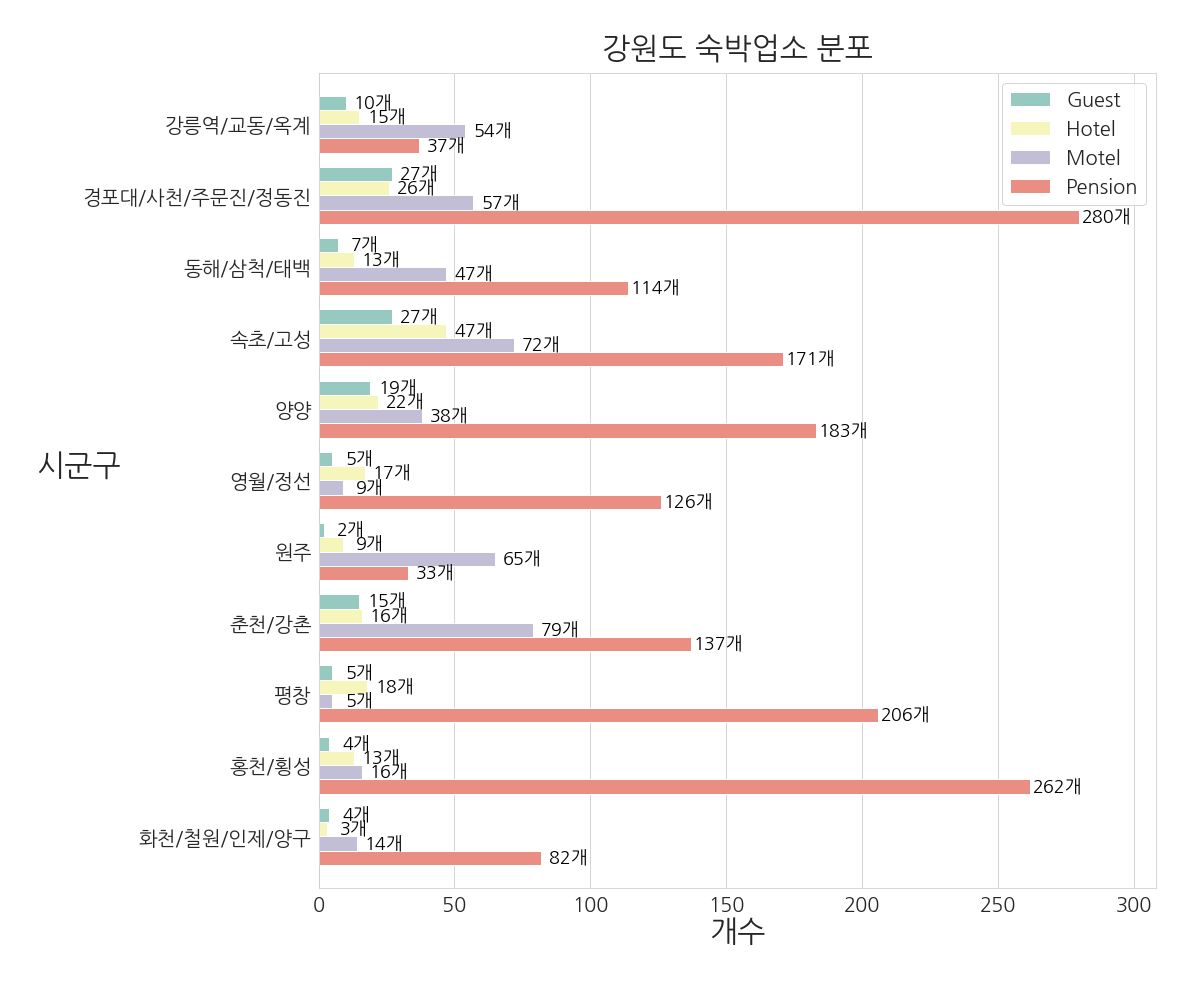 강원도 숙박업소 분포
Guest
Hotel
Motel
Pension
시군구
강릉역/교동/옥계
10개
15개
54개
37개
경포대/사천/주문진/정동진
27개
26개
57개
280개
동해/삼척/태백
7개
13개
47개
114개
속초/고성
27개
47개
72개
171개
양양
19개
22개
38개
183개
영월/정선
5개
17개
9개
126개
원주
2개
9개
65개
33개
춘천/강촌
15개
16개
79개
137개
평창
5개
18개
5개
206개
홍천/횡성
4개
13개
16개
262개
화천/철원/인제/양구
4개
3개
14개
82개
0 50 100 150 200 250 300
개수